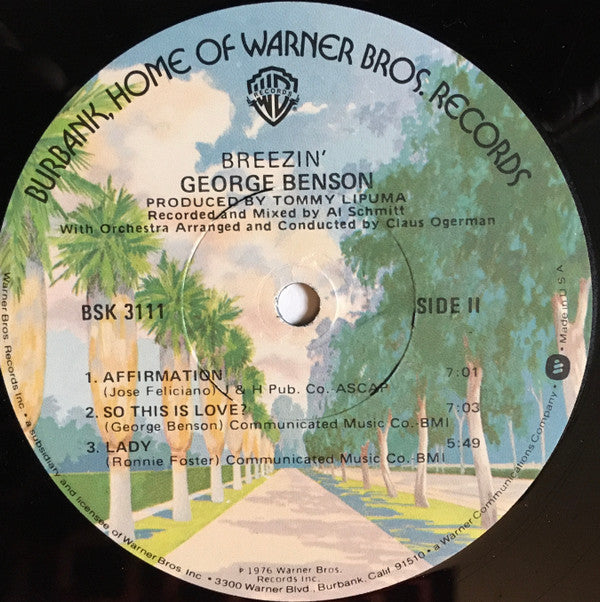 BURBANK, HOME OF WARNER BROS. RECORDS
RECORDS
BREEZIN'
GEORGE BENSON
PRODUCED BY TOMMY LIPUMA
Recorded and Mixed by Al Schmitt
With Orchestra Arranged and Conducted by Claus Ogerman
BSK 3111
SIDE II
1. AFFIRMATION 7:01
(Jose Feliciano) J & H Pub. Co.-ASCAP
2. SO THIS IS LOVE? 7:03
(George Benson) Communicated Music Co.-BMI
3. LADY 5:49
(Ronnie Foster) Communicated Music Co.-BMI
℗ 1976 Warner Bros.
Records Inc.
Warner Bros. Records Inc. • a subsidiary and licensee of Warner Bros. Inc. • 3300 Warner Blvd., Burbank, Calif. 91510 • a Warner Communications Company. • Made in U.S.A.